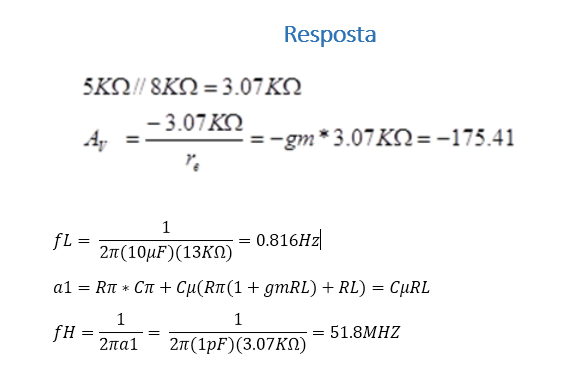 Resposta
5KΩ// 8KΩ = 3.07KΩ
A_v = −3.07KΩ / r_e = −gm * 3.07KΩ = −175.41
fL = 1 / 2π(10μF)(13KΩ) = 0.816Hz
a1 = Rπ ∗ Cπ + Cμ(Rπ(1 + gmRL) + RL) = CμRL
fH = 1 / 2πa1 = 1 / 2π(1pF)(3.07KΩ) = 51.8MHZ